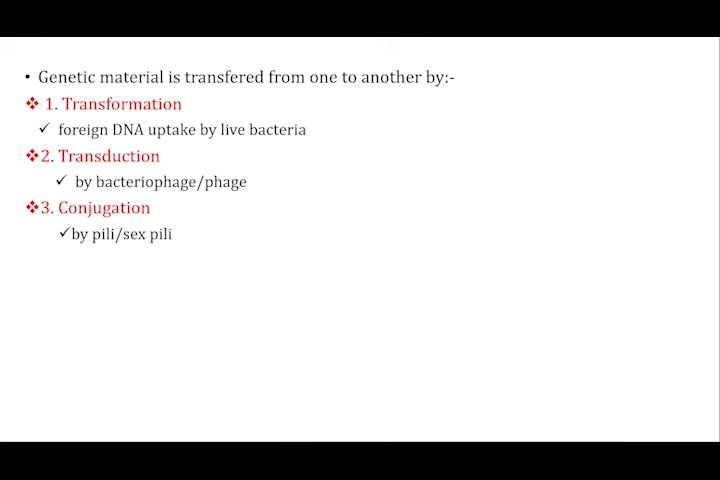 • Genetic material is transfered from one to another by:-
❖ 1. Transformation
✓ foreign DNA uptake by live bacteria
❖2. Transduction
✓ by bacteriophage/phage
❖3. Conjugation
✓by pili/sex pili